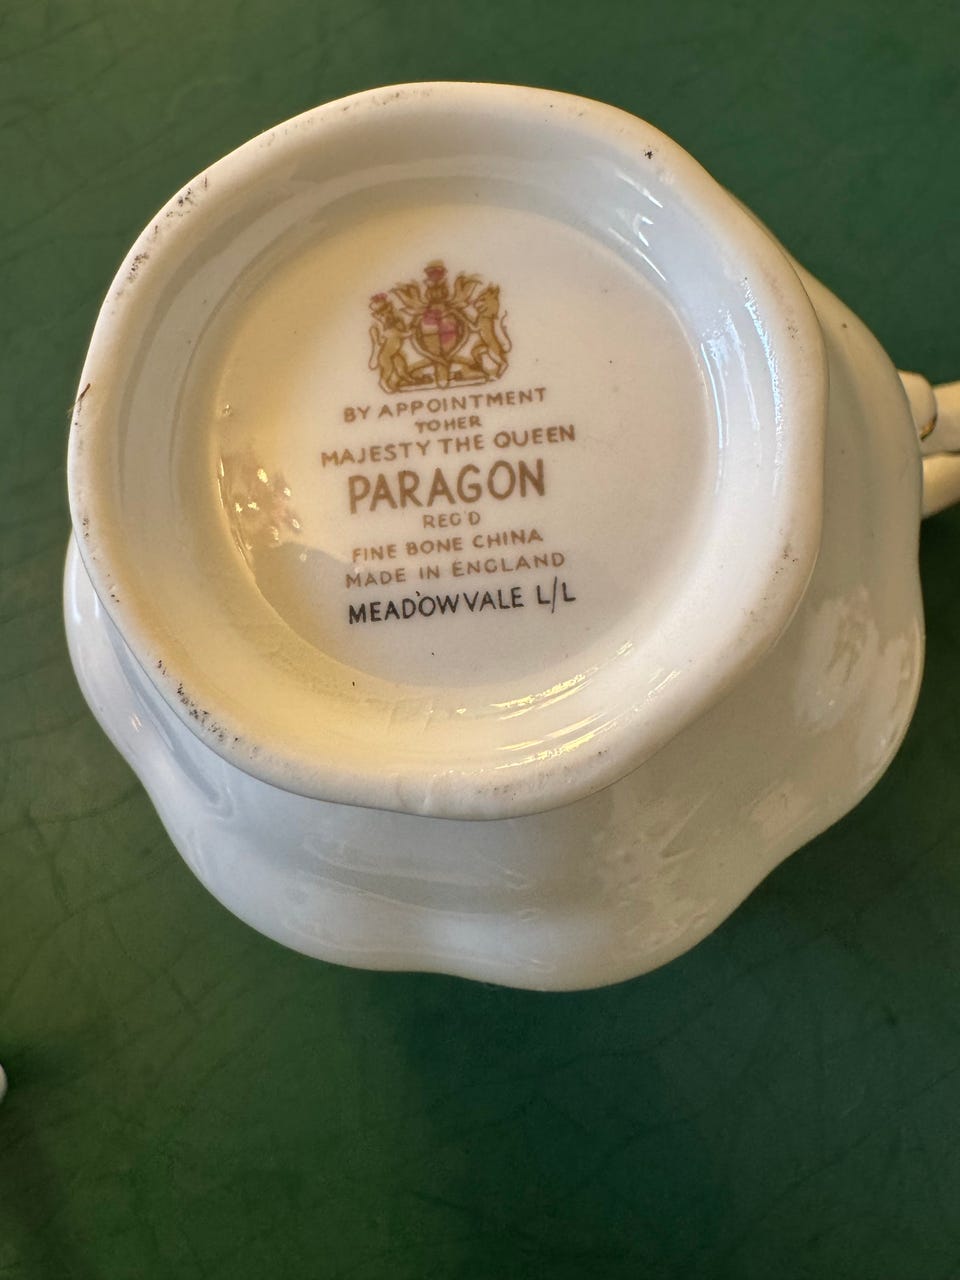 BY APPOINTMENT
TO HER
MAJESTY THE QUEEN
PARAGON
REG'D
FINE BONE CHINA
MADE IN ENGLAND
MEADOWVALE L/L